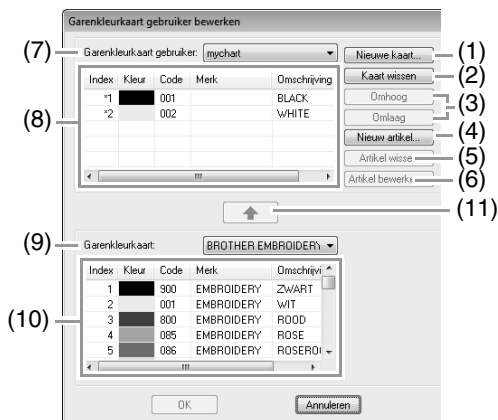 Garenkleurkaart gebruiker bewerken
(7) Garenkleurkaart gebruiker: mychart Nieuwe kaart... (1)
Kaart wissen (2)
Index Kleur Code Merk Omschrijving
*1 001 BLACK
*2 002 WHITE
(8)
Omhoog
Omlaag
(3)
Nieuw artikel... (4)
Artikel wisse (5)
Artikel bewerke (6)
(11)
(9) Garenkleurkaart: BROTHER EMBROIDERY
Index Kleur Code Merk Omschrijvi
1 900 EMBROIDERY ZWART
2 001 EMBROIDERY WIT
3 800 EMBROIDERY ROOD
4 085 EMBROIDERY ROSE
5 086 EMBROIDERY ROSEROO
(10)
OK Annuleren